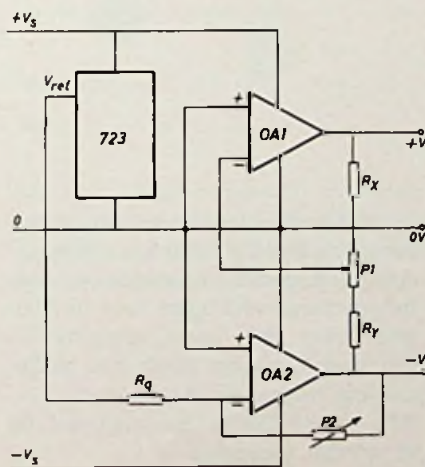 +Vs
Vref
723
+
OA1
−
+V
RX
0
0V
P1
RY
+
OA2
−
−V
Rq
P2
−Vs